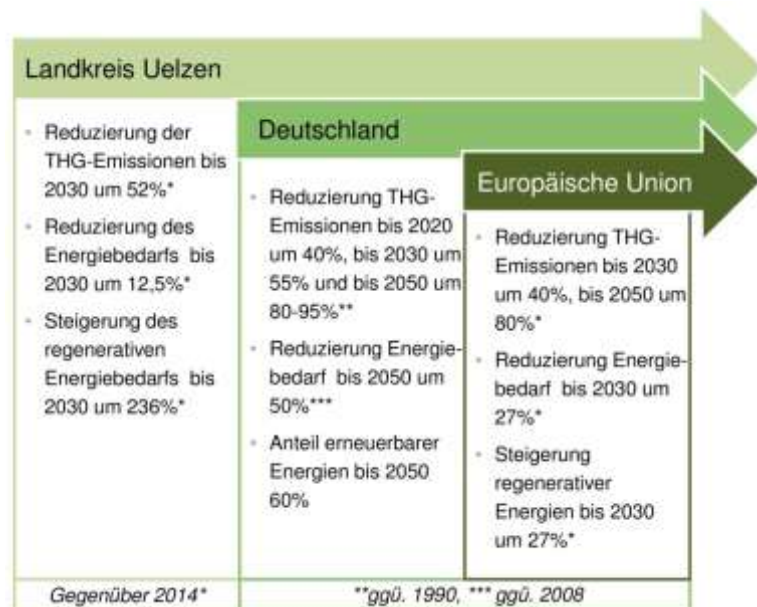 Landkreis Uelzen
◦ Reduzierung der
THG-Emissionen bis
2030 um 52%*
◦ Reduzierung des
Energiebedarfs bis
2030 um 12,5%*
◦ Steigerung des
regenerativen
Energiebedarfs bis
2030 um 236%*
Gegenüber 2014*
Deutschland
◦ Reduzierung THG-
Emissionen bis 2020
um 40%, bis 2030 um
55% und bis 2050 um
80-95%**
◦ Reduzierung Energie-
bedarf bis 2050 um
50%***
◦ Anteil erneuerbarer
Energien bis 2050
60%
Europäische Union
◦ Reduzierung THG-
Emissionen bis 2030
um 40%, bis 2050 um
80%*
◦ Reduzierung Energie-
bedarf bis 2030 um
27%*
◦ Steigerung
regenerativer
Energien bis 2030
um 27%*
**ggü. 1990, *** ggü. 2008